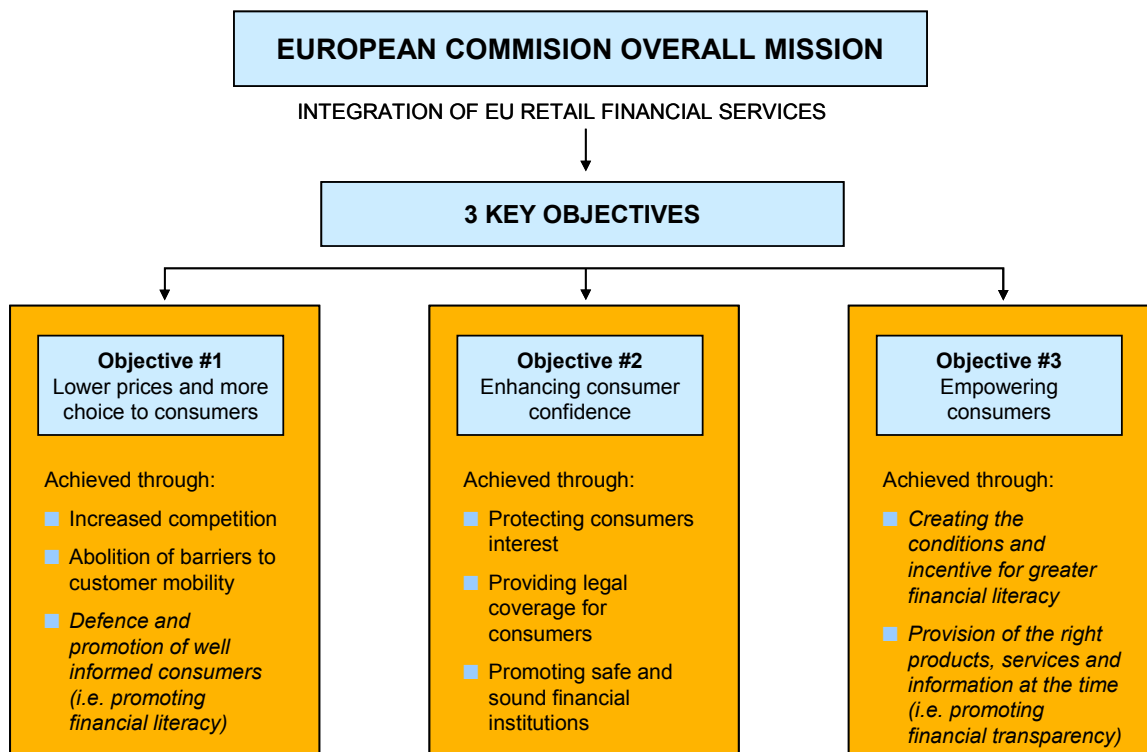 EUROPEAN COMMISION OVERALL MISSION
INTEGRATION OF EU RETAIL FINANCIAL SERVICES
3 KEY OBJECTIVES
Objective #1
Lower prices and more
choice to consumers
Achieved through:
Increased competition
Abolition of barriers to
customer mobility
Defence and
promotion of well
informed consumers
(i.e. promoting
financial literacy)
Objective #2
Enhancing consumer
confidence
Achieved through:
Protecting consumers
interest
Providing legal
coverage for
consumers
Promoting safe and
sound financial
institutions
Objective #3
Empowering
consumers
Achieved through:
Creating the
conditions and
incentive for greater
financial literacy
Provision of the right
products, services and
information at the time
(i.e. promoting
financial transparency)